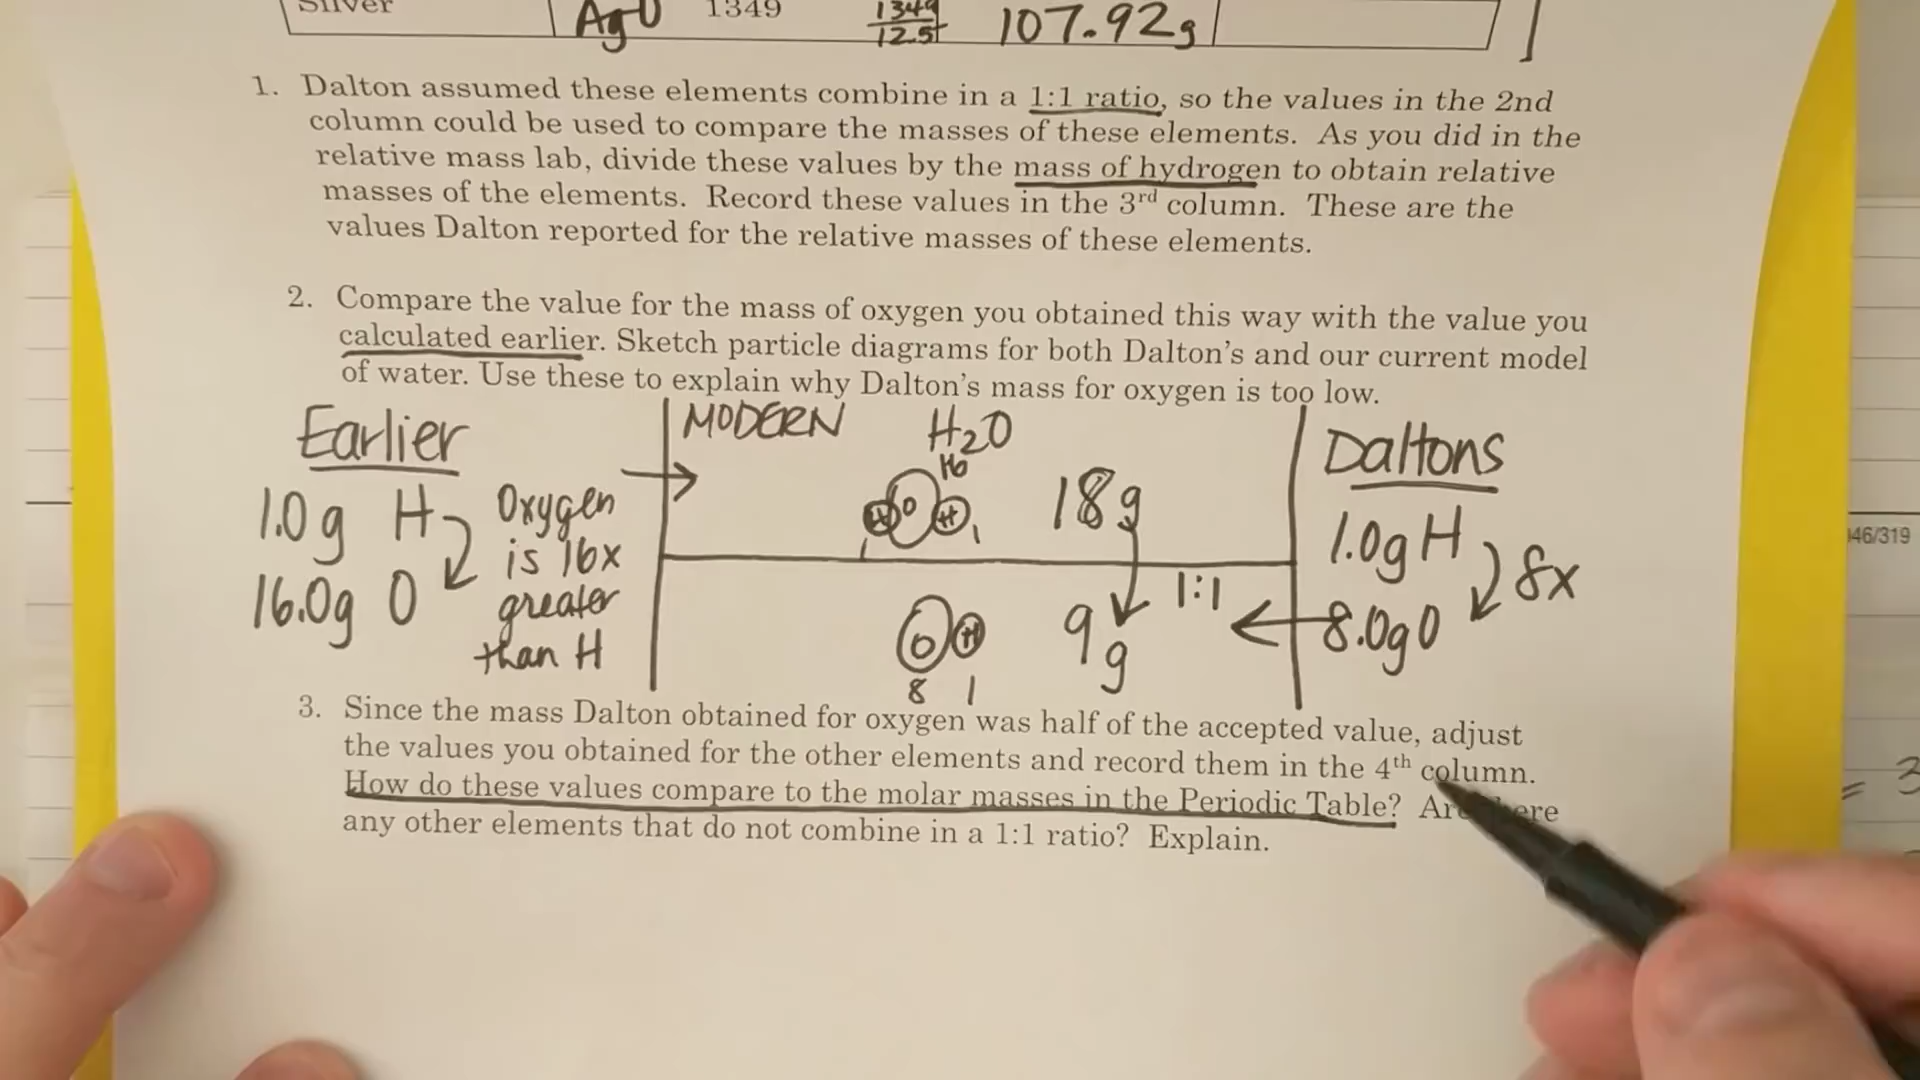 Silver AgO 1349 1349/12.5 107.92g
1. Dalton assumed these elements combine in a 1:1 ratio, so the values in the 2nd
column could be used to compare the masses of these elements. As you did in the
relative mass lab, divide these values by the mass of hydrogen to obtain relative
masses of the elements. Record these values in the 3rd column. These are the
values Dalton reported for the relative masses of these elements.
2. Compare the value for the mass of oxygen you obtained this way with the value you
calculated earlier. Sketch particle diagrams for both Dalton's and our current model
of water. Use these to explain why Dalton's mass for oxygen is too low.
Earlier
1.0g H
16.0g O
Oxygen
is 16x
greater
than H
MODERN H2O
16
H O H 18g
1 1
1:1
O H 9g
8 1
Daltons
1.0g H
8.0g O
8x
46/319
3. Since the mass Dalton obtained for oxygen was half of the accepted value, adjust
the values you obtained for the other elements and record them in the 4th column.
How do these values compare to the molar masses in the Periodic Table? Are there
any other elements that do not combine in a 1:1 ratio? Explain.
= 3